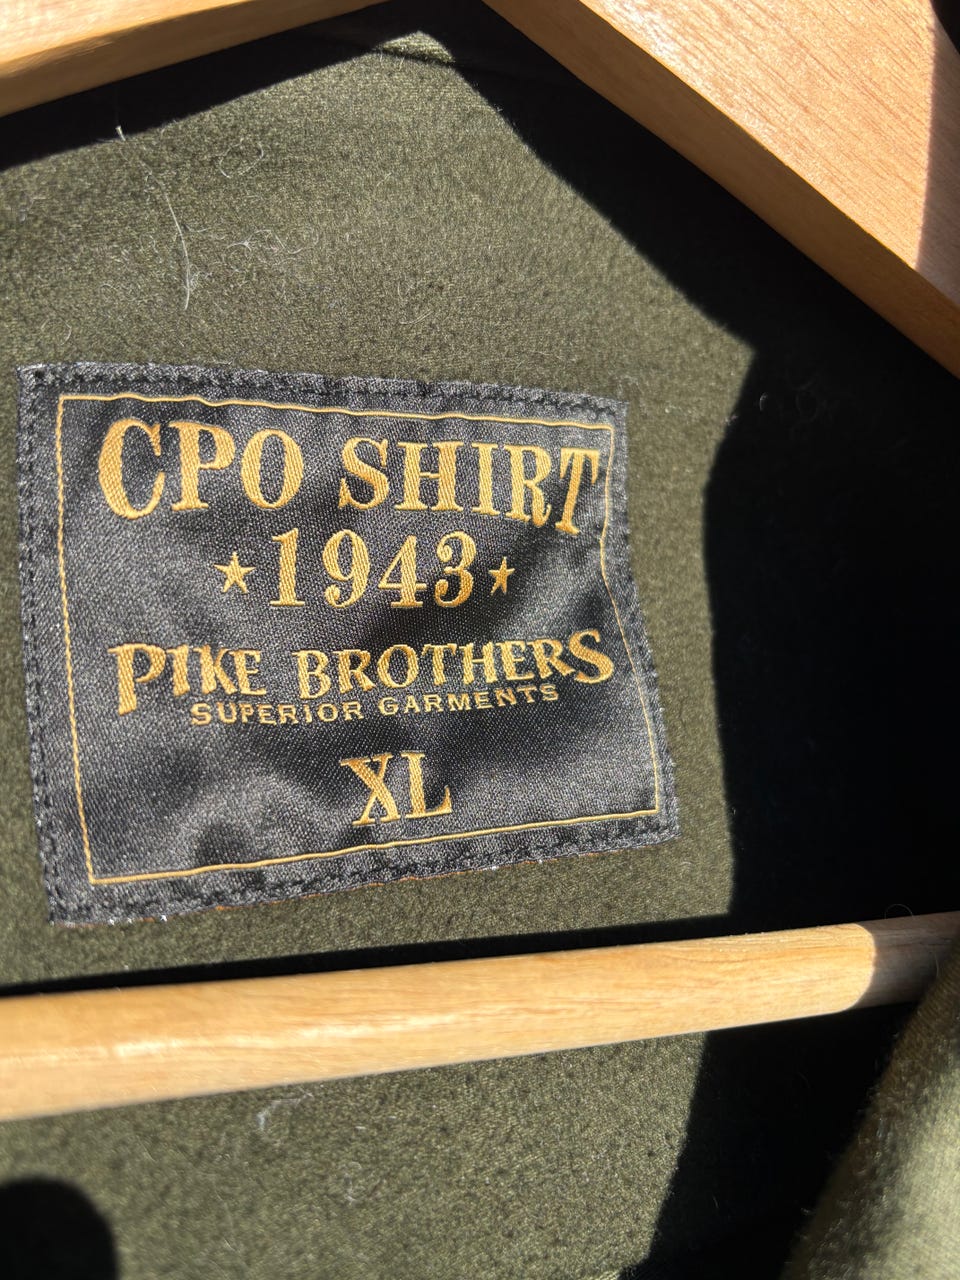 CPO SHIRT
★1943★
PIKE BROTHERS
SUPERIOR GARMENTS
XL